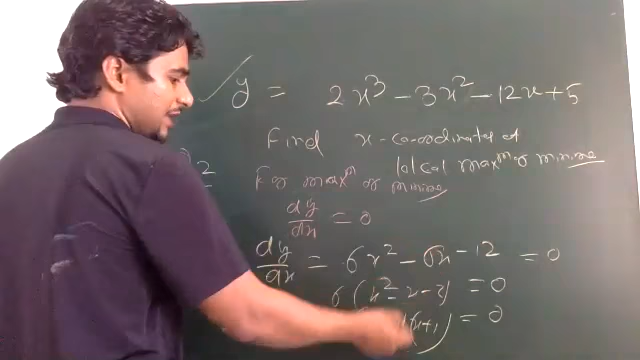 ✓ y = 2x³ - 3x² - 12x + 5
Find x-co-ordinates of
local maxᵐ or minima
2
For maxᵐ or minima
dy/dx = 0
dy/dx = 6x² - 6x - 12 = 0
6(x² - x - 2) = 0
(x+1) = 0